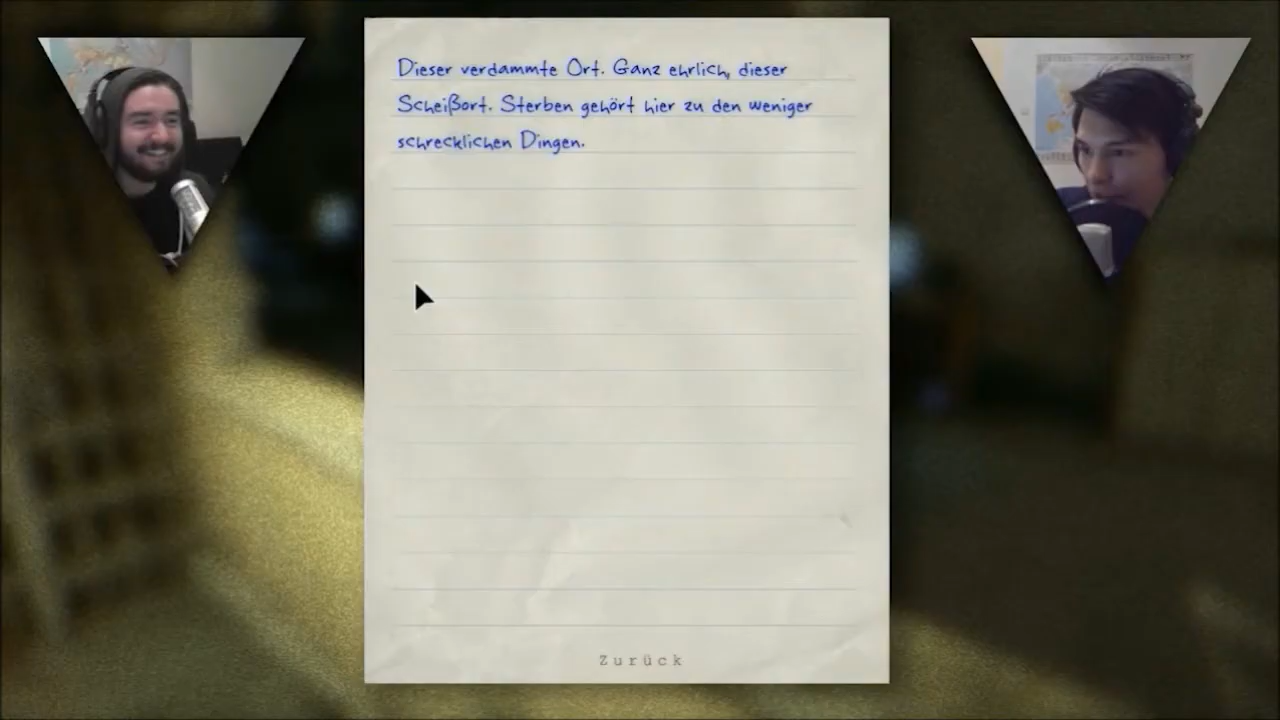 Dieser verdammte Ort. Ganz ehrlich, dieser
Scheißort. Sterben gehört hier zu den weniger
schrecklichen Dingen.
Zurück